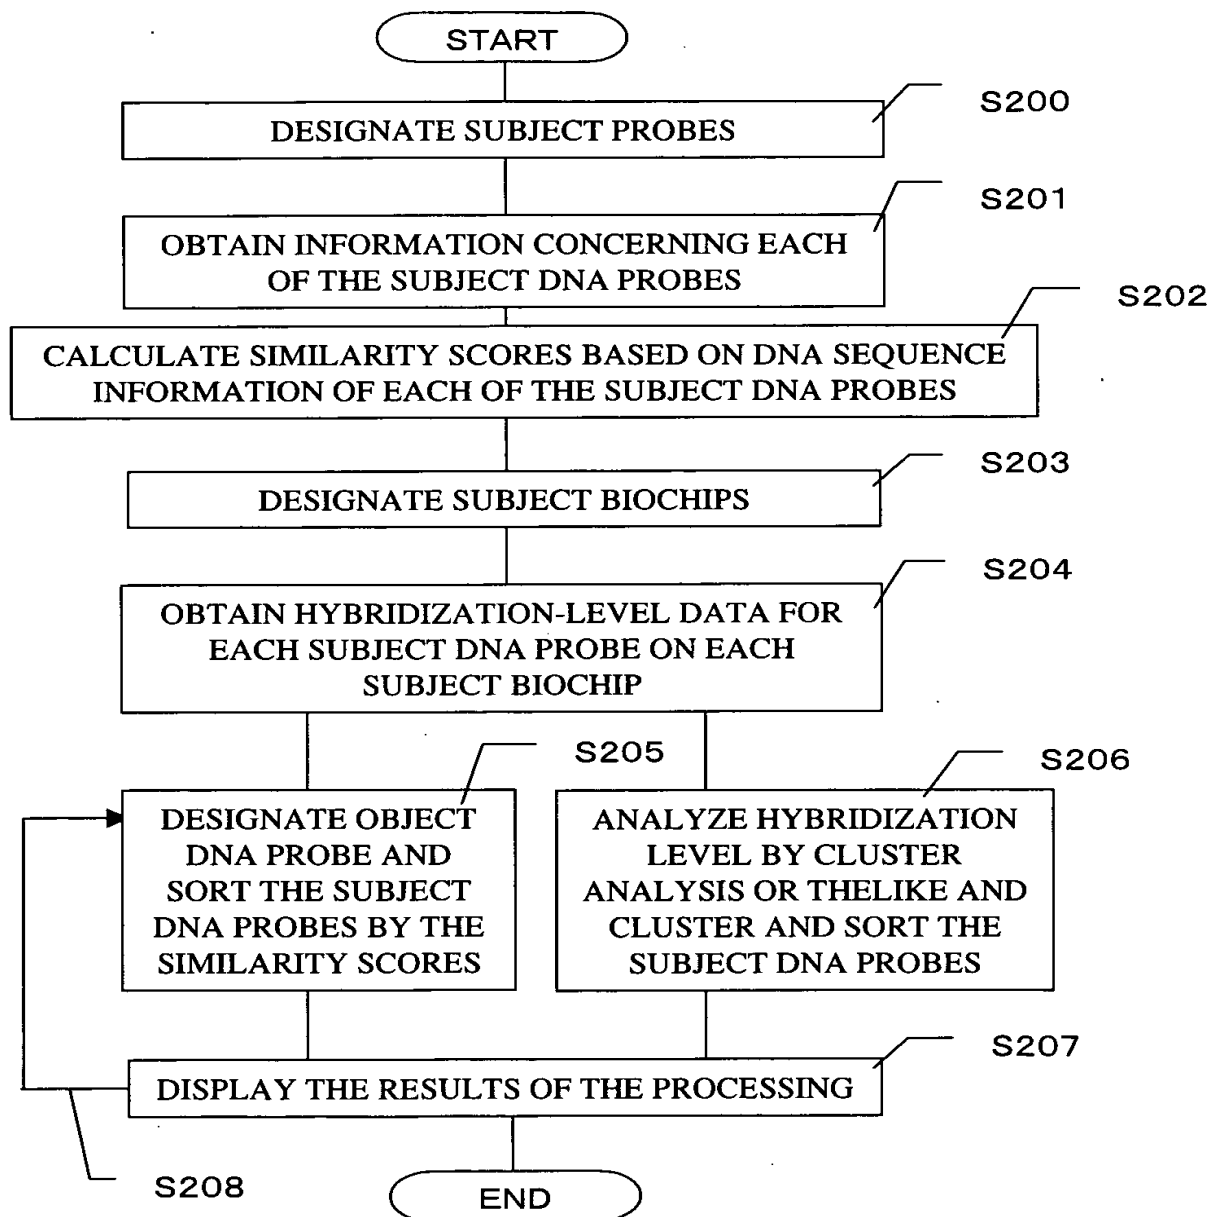 START
S200
DESIGNATE SUBJECT PROBES
S201
OBTAIN INFORMATION CONCERNING EACH
OF THE SUBJECT DNA PROBES
S202
CALCULATE SIMILARITY SCORES BASED ON DNA SEQUENCE
INFORMATION OF EACH OF THE SUBJECT DNA PROBES
S203
DESIGNATE SUBJECT BIOCHIPS
S204
OBTAIN HYBRIDIZATION-LEVEL DATA FOR
EACH SUBJECT DNA PROBE ON EACH
SUBJECT BIOCHIP
S205
DESIGNATE OBJECT
DNA PROBE AND
SORT THE SUBJECT
DNA PROBES BY THE
SIMILARITY SCORES
S206
ANALYZE HYBRIDIZATION
LEVEL BY CLUSTER
ANALYSIS OR THELIKE AND
CLUSTER AND SORT THE
SUBJECT DNA PROBES
S207
DISPLAY THE RESULTS OF THE PROCESSING
S208
END